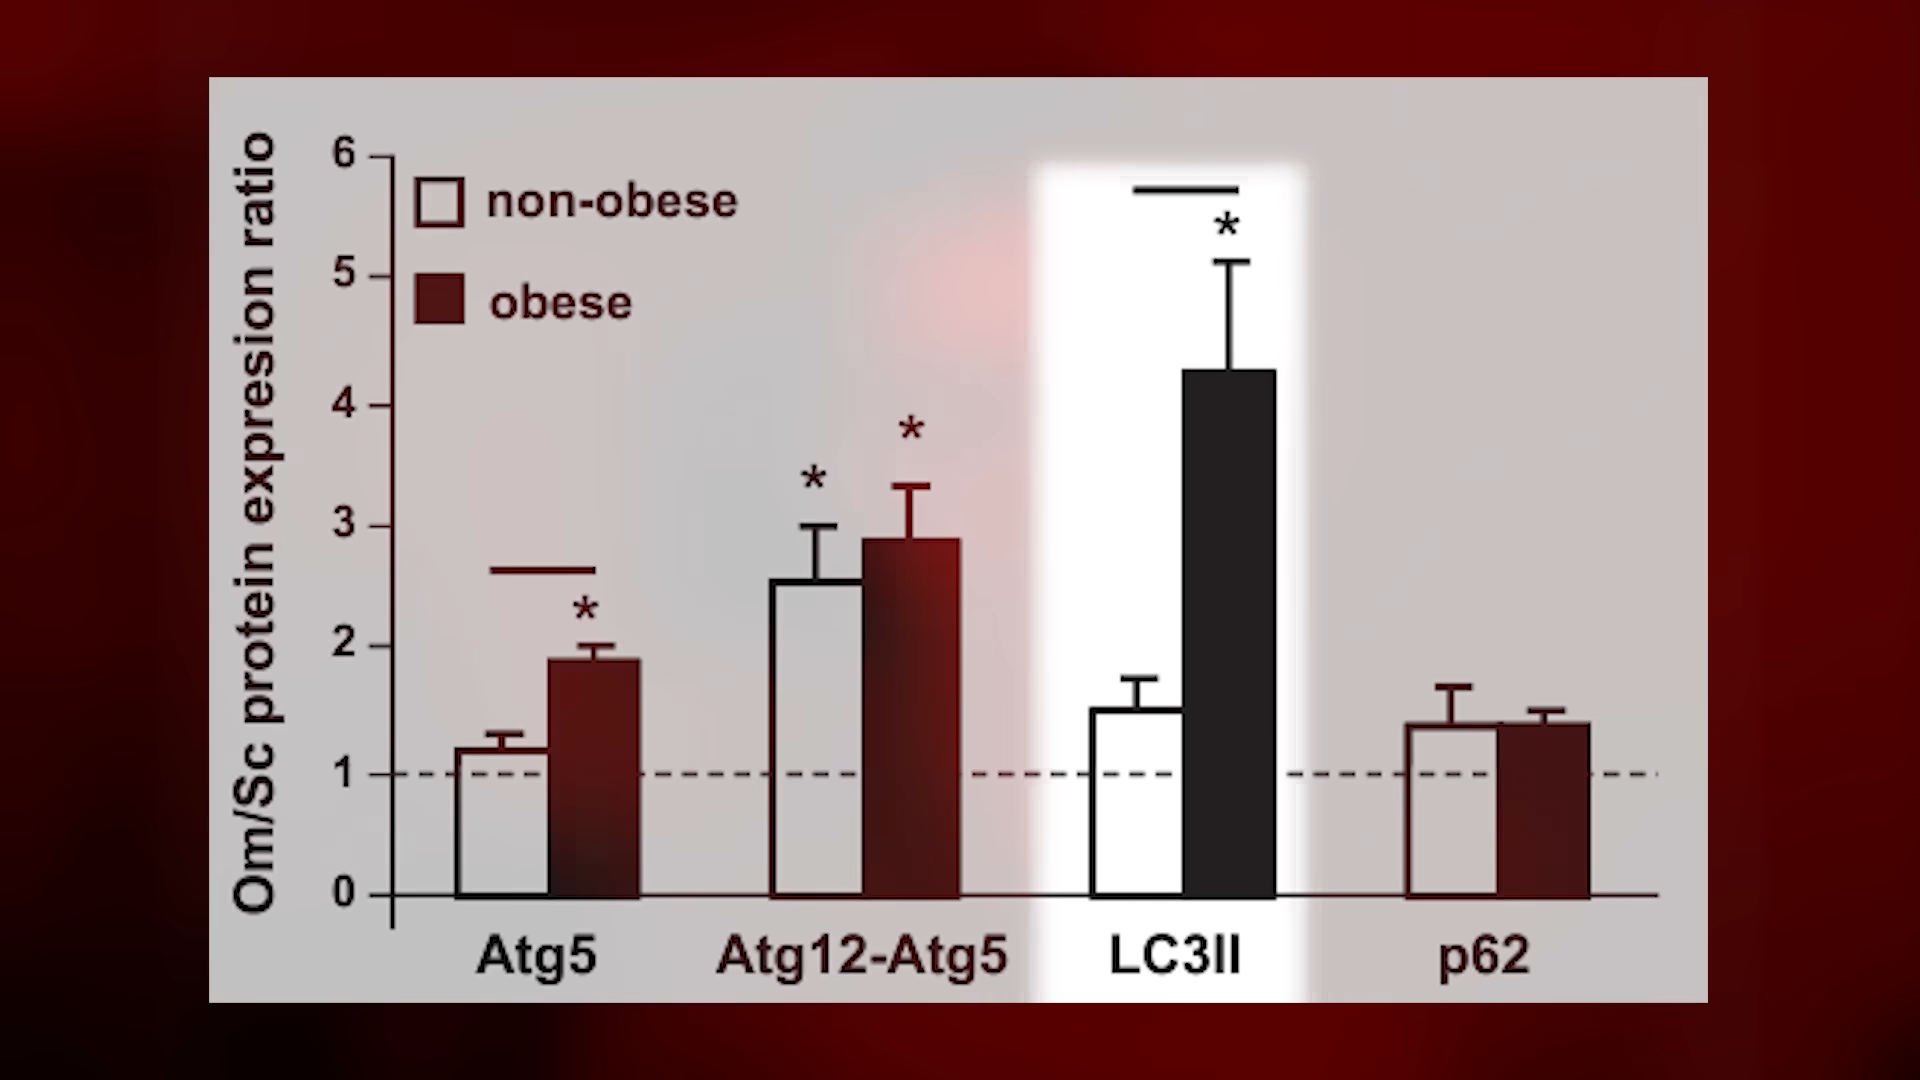 Om/Sc protein expresion ratio
6
5
4
3
2
1
0
non-obese
obese
*
*
*
*
Atg5
Atg12-Atg5
LC3II
p62